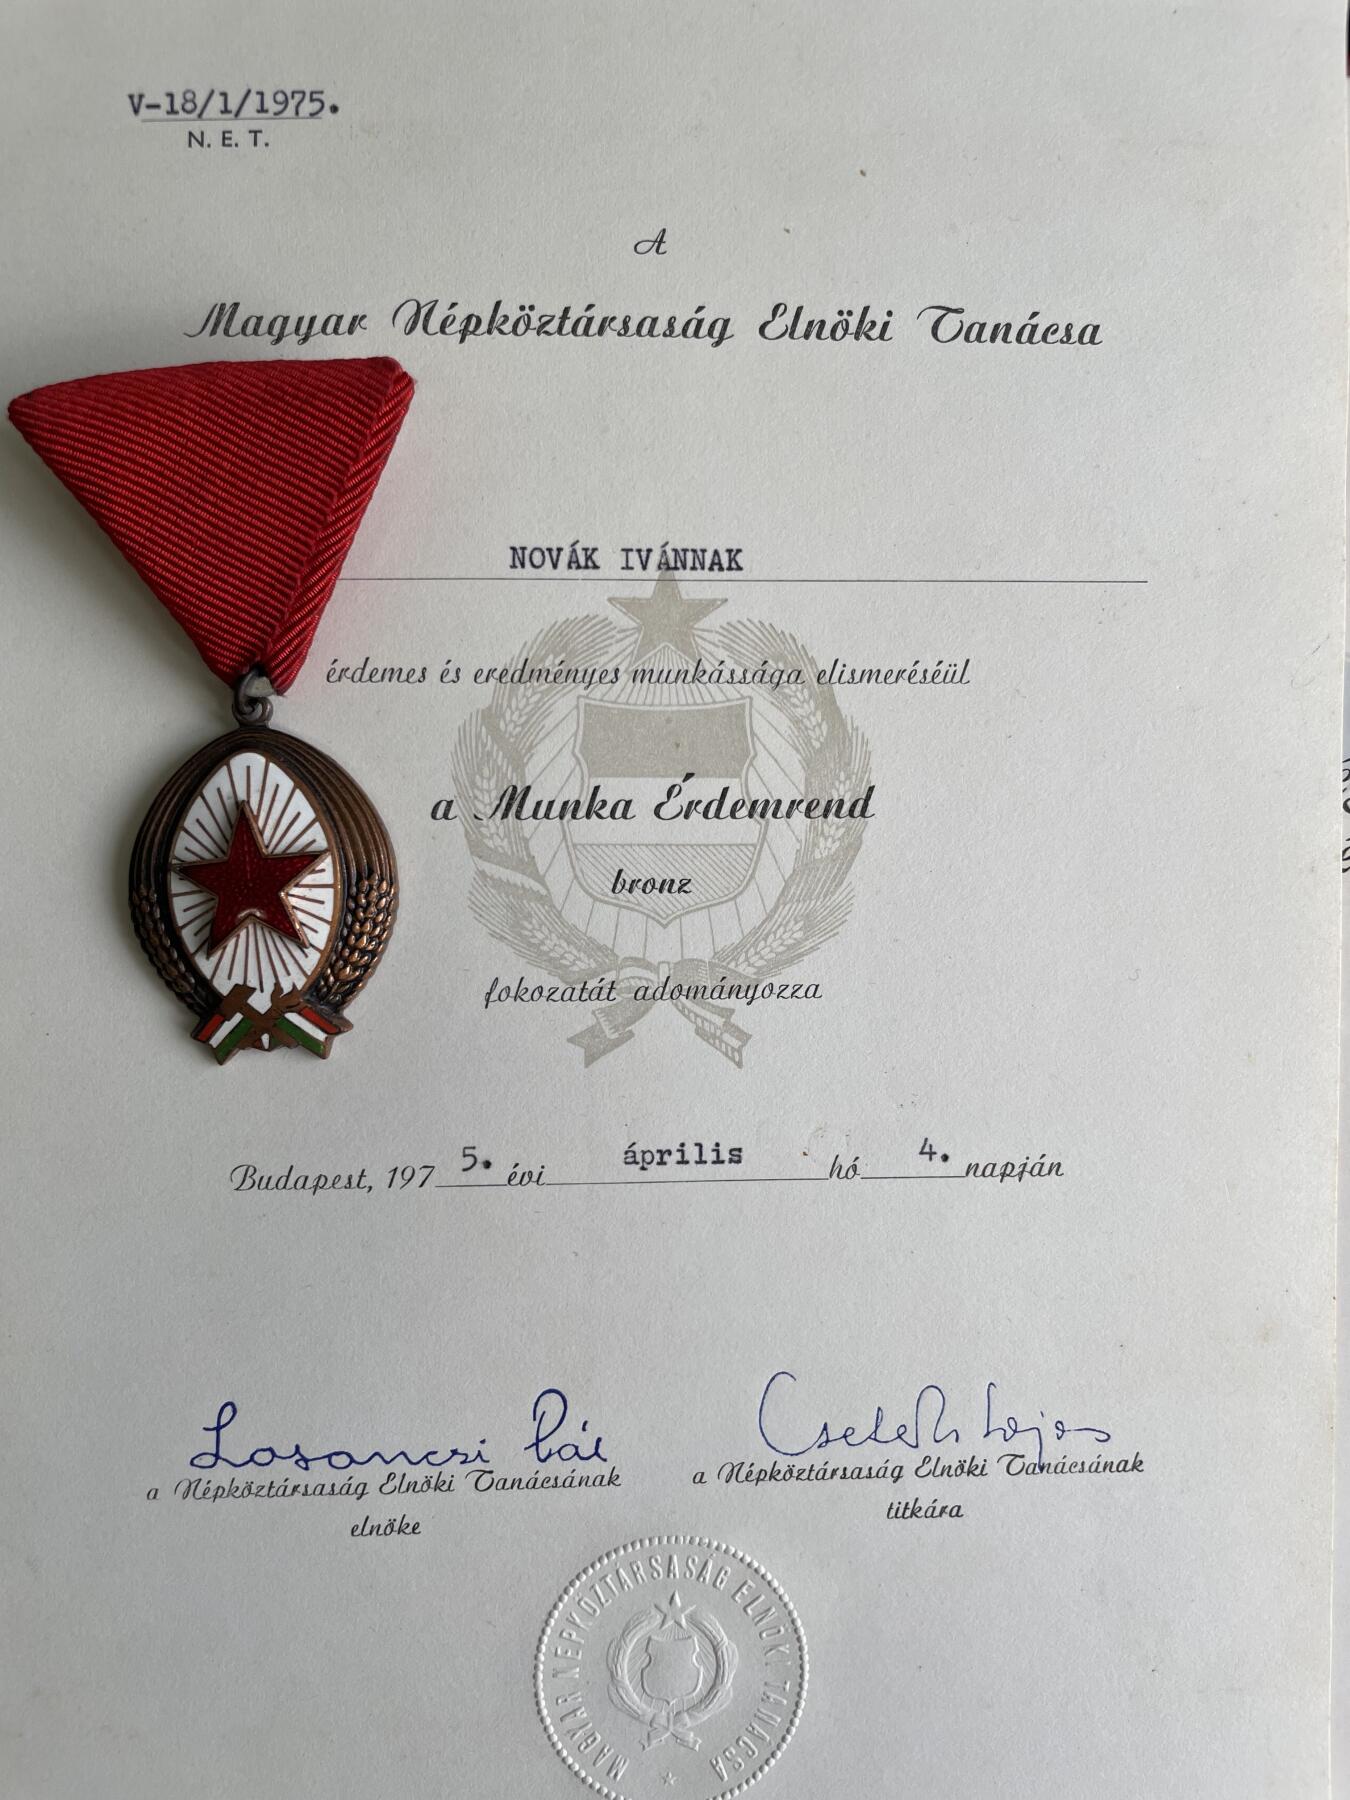 V-18/1/1975.
N. E. T.
A
Magyar Népköztársaság Elnöki Tanácsa
NOVÁK IVÁNNAK
érdemes és eredményes munkássága elismeréséül
a Munka Érdemrend
bronz
fokozatát adományozza
Budapest, 1975. évi április hó 4. napján
Losonczi Pál Cseterki Lajos
a Népköztársaság Elnöki Tanácsának a Népköztársaság Elnöki Tanácsának
elnöke titkára
MAGYAR NÉPKÖZTÁRSASÁG ELNÖKI TANÁCSA